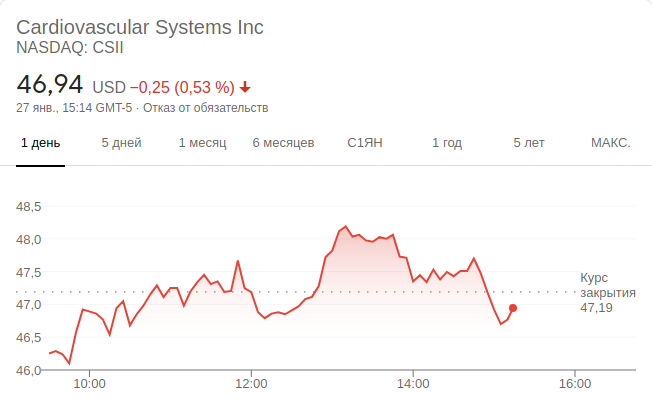 Cardiovascular Systems Inc
NASDAQ: CSII
46,94 USD −0,25 (0,53 %)
27 янв., 15:14 GMT-5 · Отказ от обязательств
1 день 5 дней 1 месяц 6 месяцев С1ЯН 1 год 5 лет МАКС.
48,5
48,0
47,5
47,0
46,5
46,0
Курс
закрытия
47,19
10:00 12:00 14:00 16:00